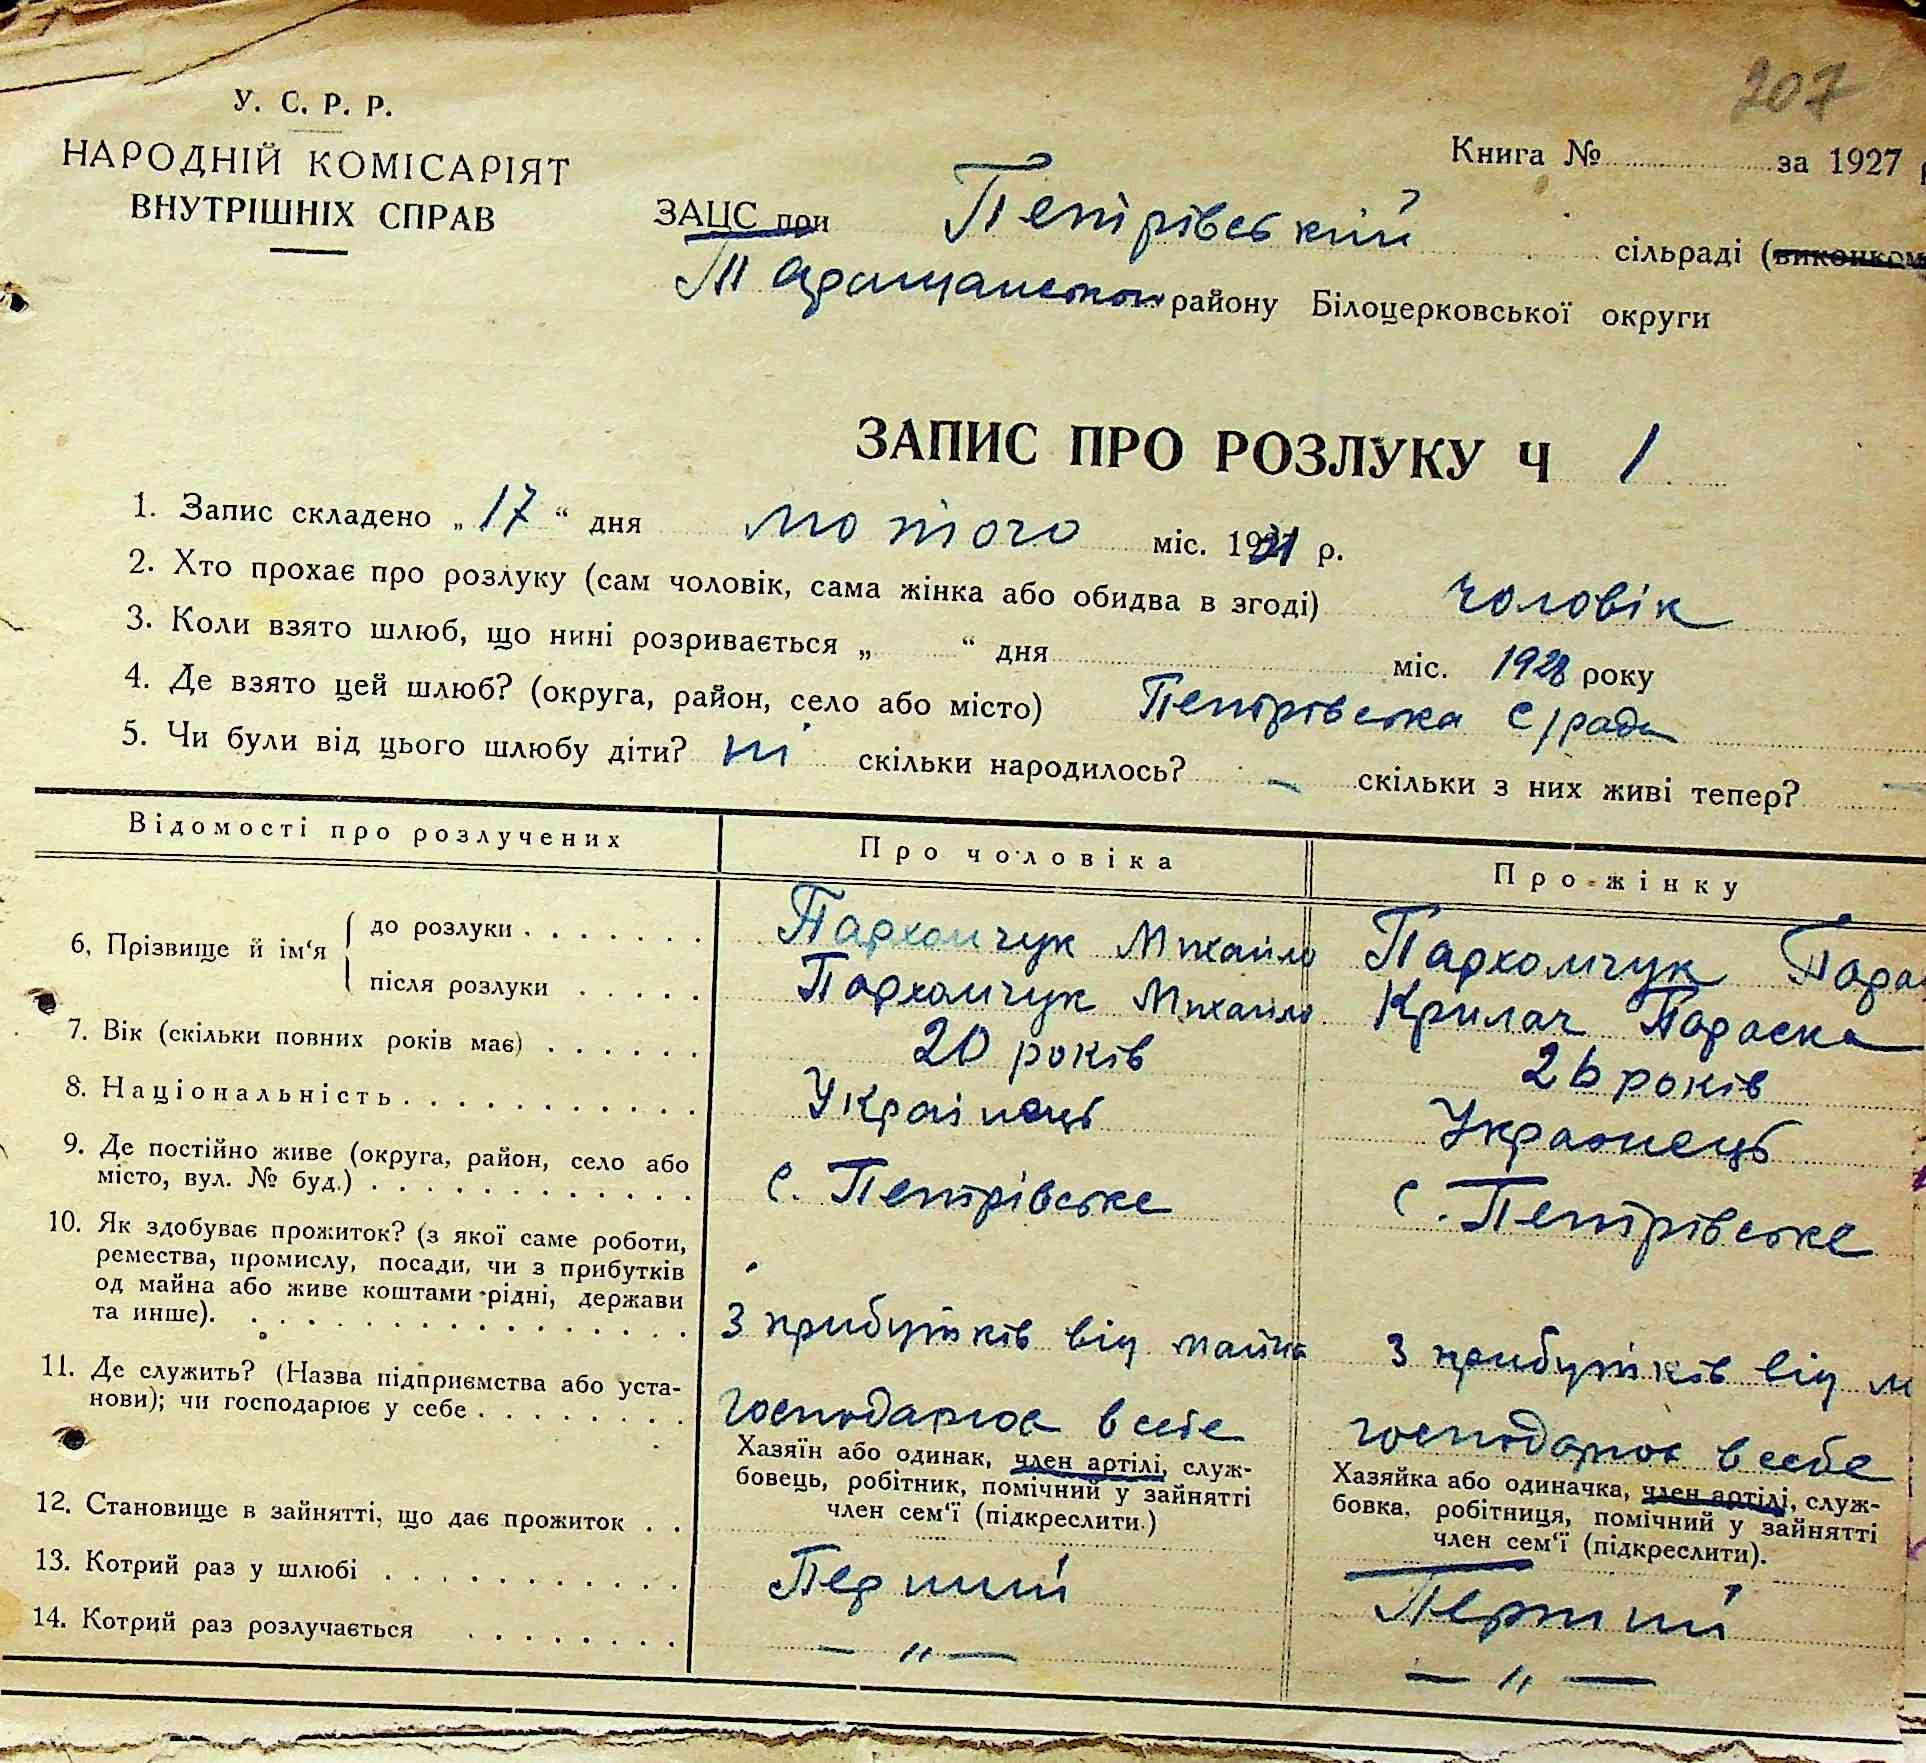 207
У. С. Р. Р.
НАРОДНІЙ КОМІСАРІЯТ
ВНУТРІШНІХ СПРАВ
Книга № за 1927
ЗАЦС при Петрівській сільраді (виконком
Таращанського району Білоцерковської округи
ЗАПИС ПРО РОЗЛУКУ Ч 1
1. Запис складено „ 17 “ дня лютого міс. 1931 р.
2. Хто прохає про розлуку (сам чоловік, сама жінка або обидва в згоді) чоловік
3. Коли взято шлюб, що нині розривається „ “ дня міс. 1928 року
4. Де взято цей шлюб? (округа, район, село або місто) Петрівська с/рада
5. Чи були від цього шлюбу діти? ні скільки народилось? – скільки з них живі тепер? –
Відомості про розлучених Про чоловіка Про жінку
6, Прізвище й ім‘я { до розлуки . . . . . . . Пархомчук Михайло Пархомчук Пара
після розлуки . . . . . Пархомчук Михайло Крилач Параска
7. Вік (скільки повних років має) . . . . . . 20 років 26 років
8. Національність . . . . . . . . . . . Українець Украонець
9. Де постійно живе (округа, район, село або
місто, вул. № буд.) . . . . . . . . . . . . с. Петрівське с. Петрівське
10. Як здобуває прожиток? (з якої саме роботи,
ремества, промислу, посади, чи з прибутків
од майна або живе коштами рідні, держави
та инше). . . . . . . . . . . . . . . . . З прибутків від майна З прибутків від м
11. Де служить? (Назва підприємства або уста-
нови); чи господарює у себе . . . . . . . . господарює в себе господарює в себе
Хазяїн або одинак, член артілі, служ-
бовець, робітник, помічний у зайнятті
член сем‘ї (підкреслити.)
Хазяйка або одиначка, член артілі, служ-
бовка, робітниця, помічний у зайнятті
член сем‘ї (підкреслити).
12. Становище в зайнятті, що дає прожиток . .
13. Котрий раз у шлюбі . . . . . . . . . . . . Перший Перший
14. Котрий раз розлучається . . . . . . . . – „ – – „ –